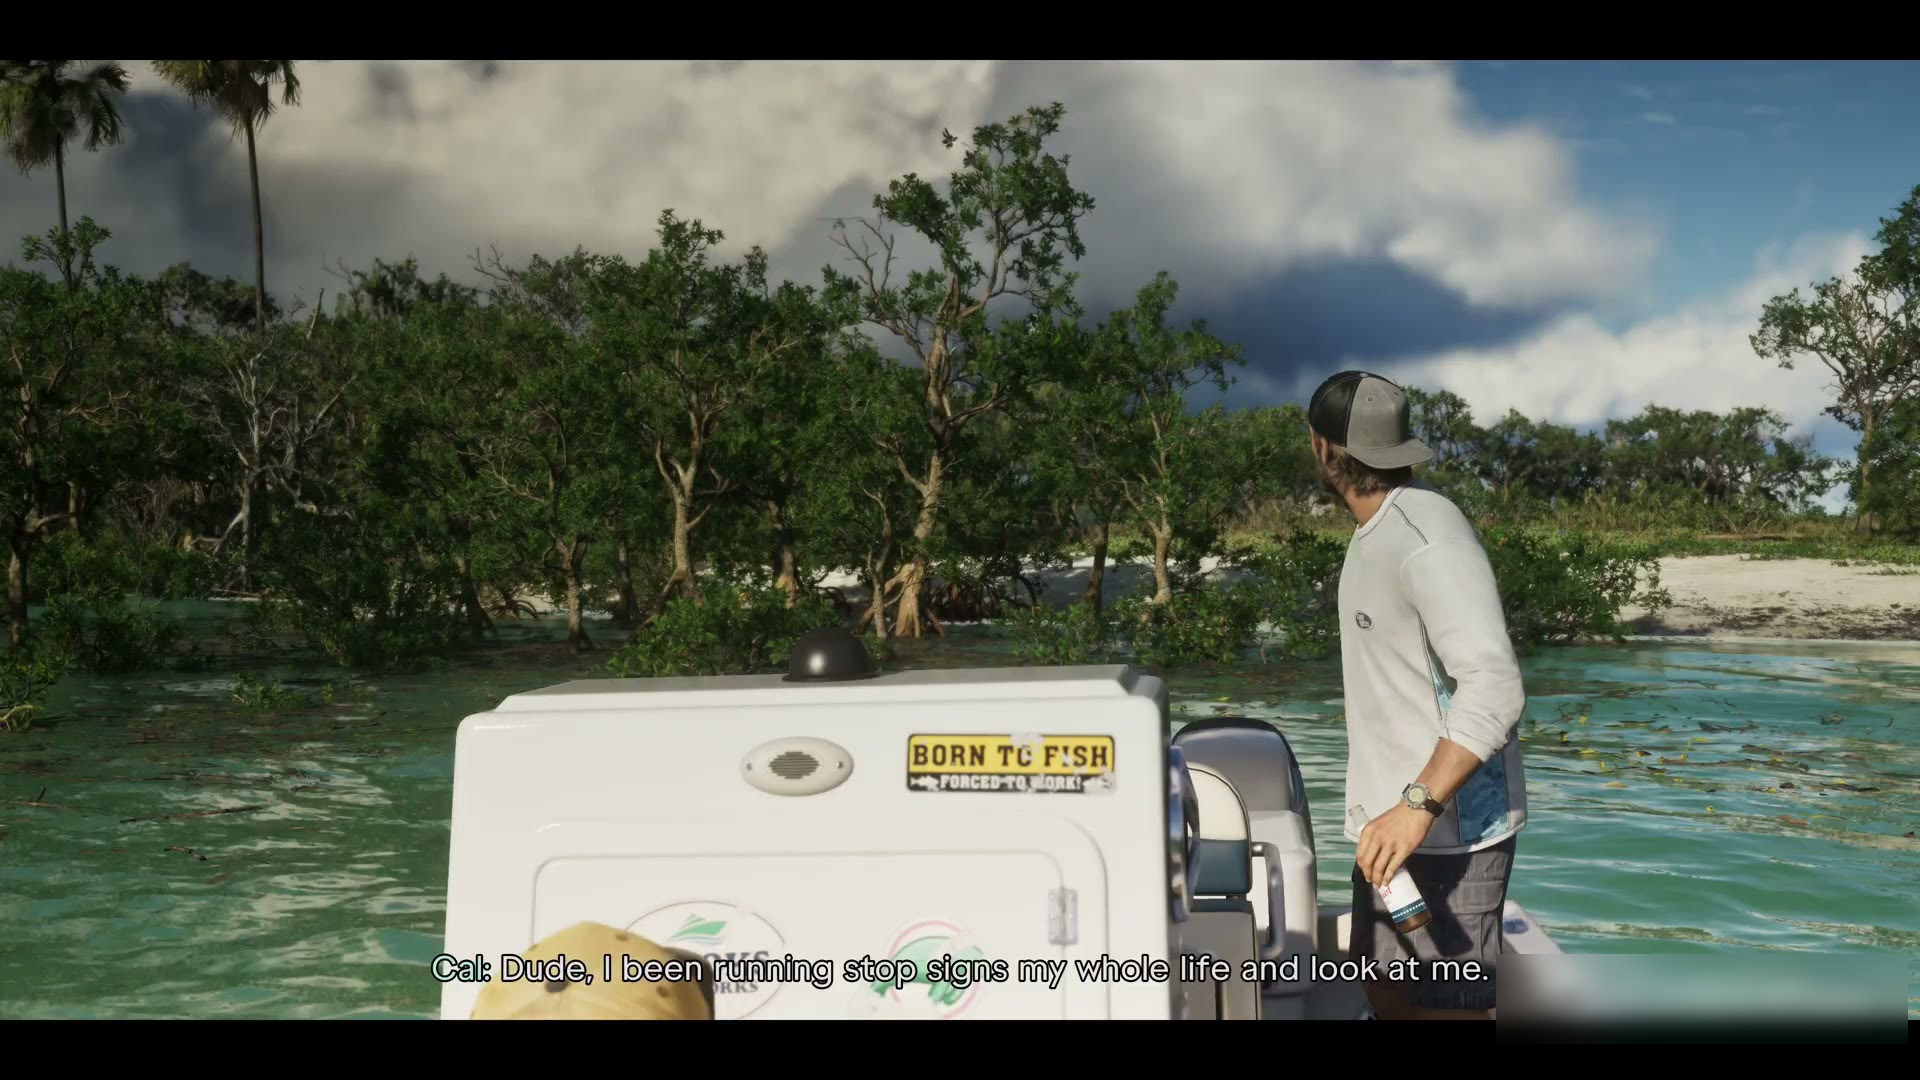 BORN TO FISH
FORCED TO WORK!
Cal: Dude, I been running stop signs my whole life and look at me.